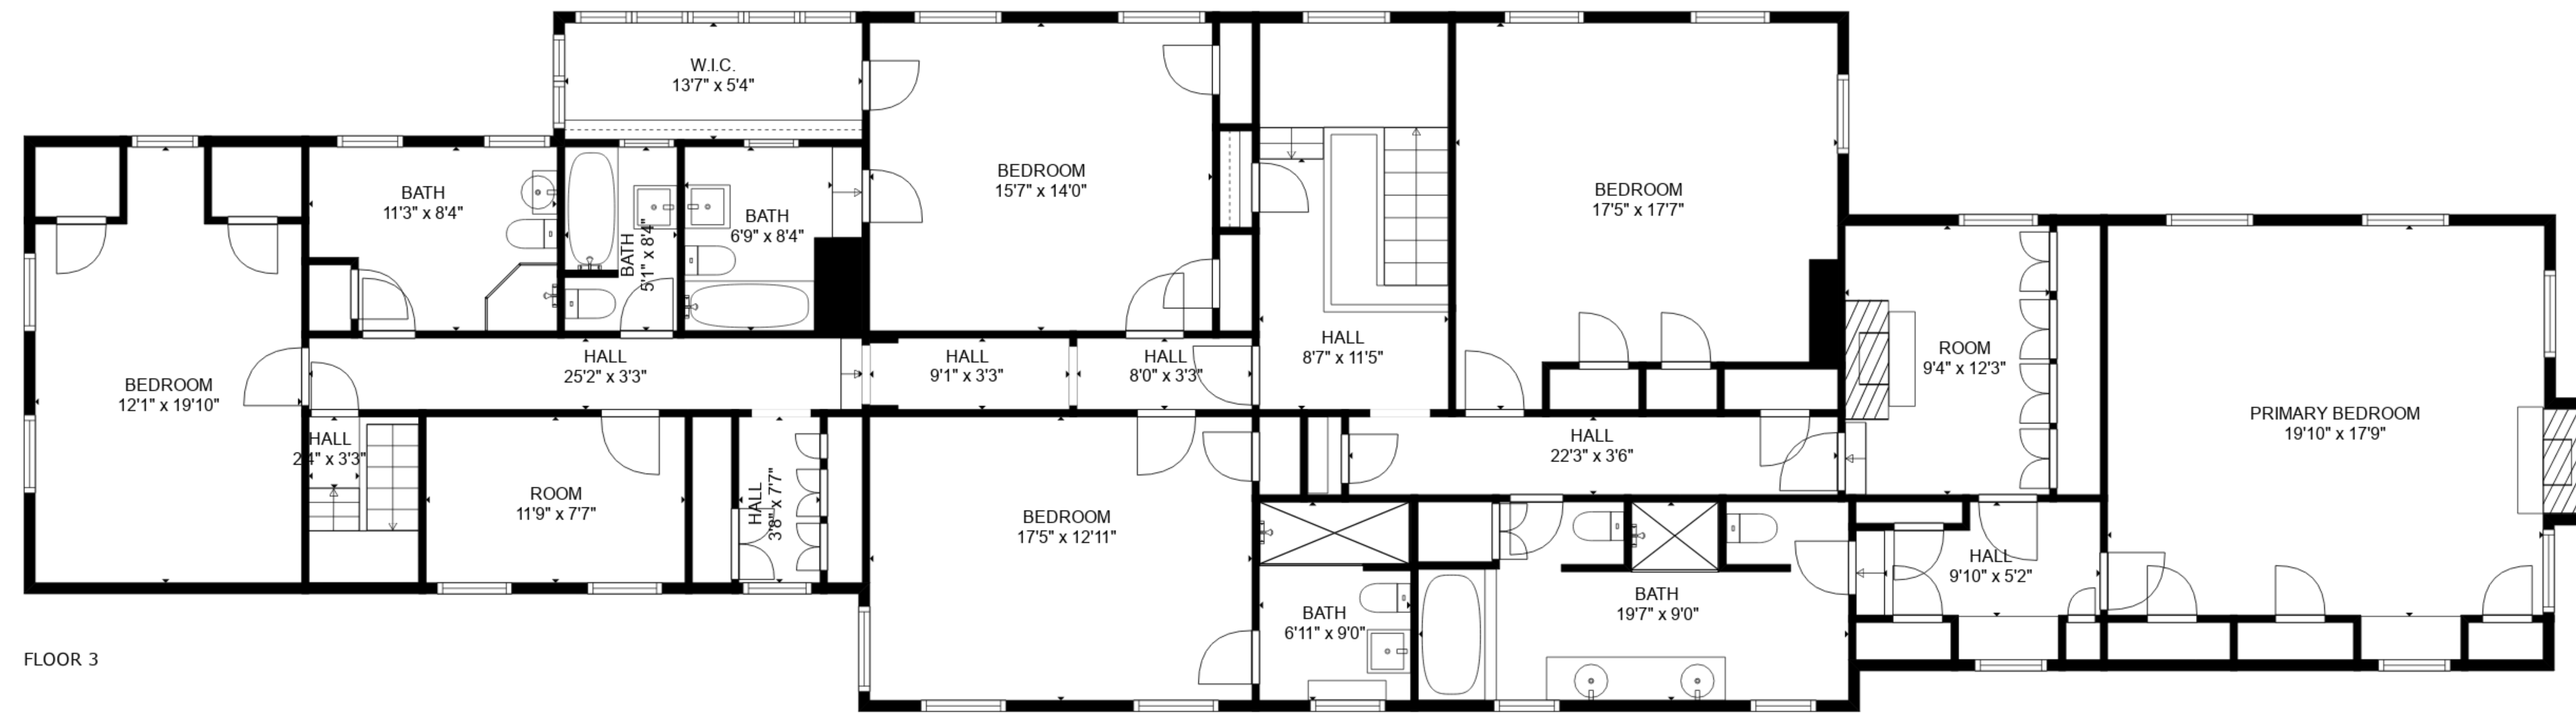 W.I.C.
13'7" x 5'4"
BEDROOM
15'7" x 14'0"
BEDROOM
17'5" x 17'7"
BATH
11'3" x 8'4"
BATH
5'1" x 8'4"
BATH
6'9" x 8'4"
HALL
8'7" x 11'5"
ROOM
9'4" x 12'3"
BEDROOM
12'1" x 19'10"
HALL
25'2" x 3'3"
HALL
9'1" x 3'3"
HALL
8'0" x 3'3"
PRIMARY BEDROOM
19'10" x 17'9"
HALL
2'4" x 3'3"
ROOM
11'9" x 7'7"
HALL
3'8" x 7'7"
BEDROOM
17'5" x 12'11"
HALL
22'3" x 3'6"
HALL
9'10" x 5'2"
BATH
6'11" x 9'0"
BATH
19'7" x 9'0"
FLOOR 3